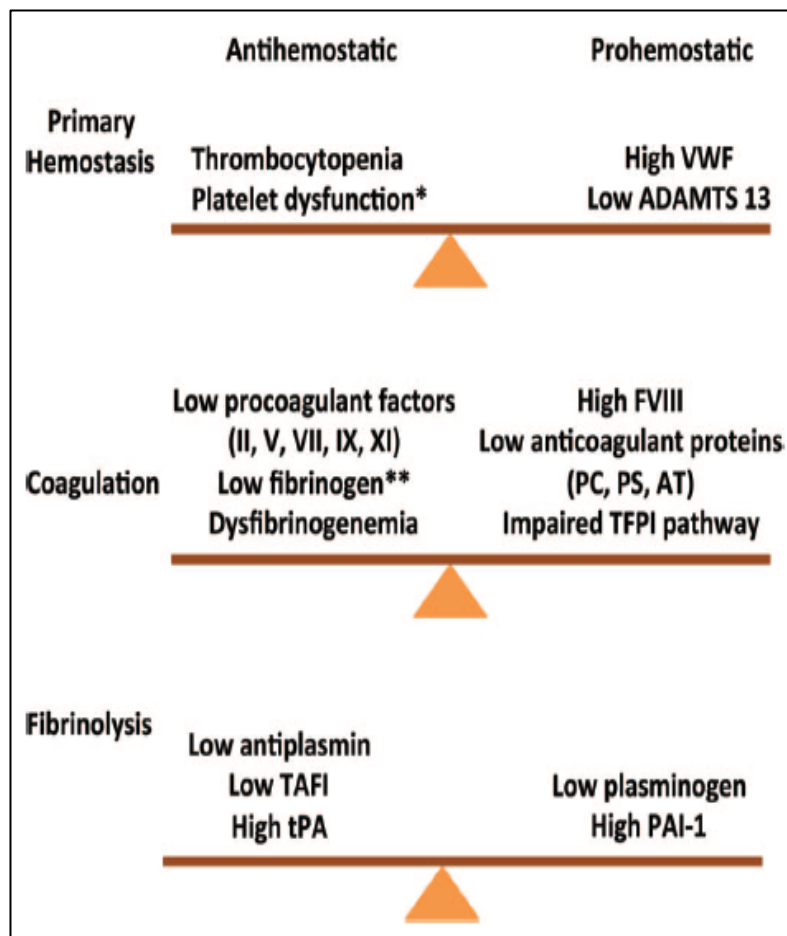 Antihemostatic
Prohemostatic
Primary
Hemostasis
Thrombocytopenia
Platelet dysfunction*
High VWF
Low ADAMTS 13
Coagulation
Low procoagulant factors
(II, V, VII, IX, XI)
Low fibrinogen**
Dysfibrinogenemia
High FVIII
Low anticoagulant proteins
(PC, PS, AT)
Impaired TFPI pathway
Fibrinolysis
Low antiplasmin
Low TAFI
High tPA
Low plasminogen
High PAI-1